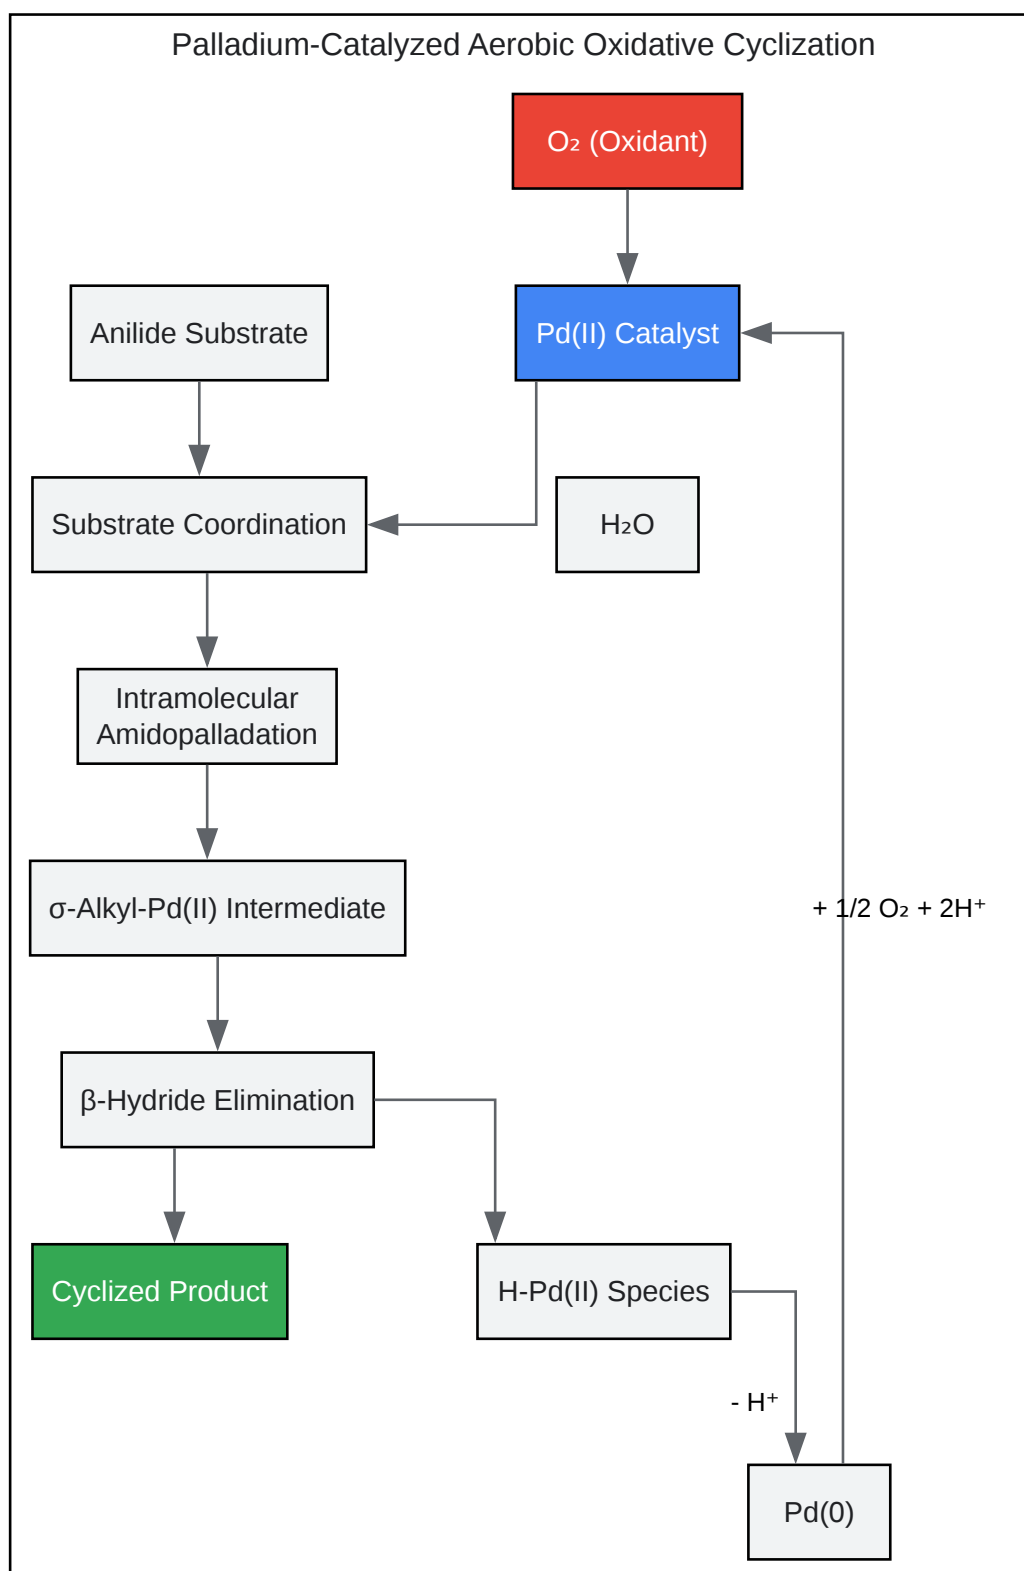 Palladium-Catalyzed Aerobic Oxidative Cyclization
O₂ (Oxidant)
Anilide Substrate
Pd(II) Catalyst
Substrate Coordination
H₂O
Intramolecular
Amidopalladation
σ-Alkyl-Pd(II) Intermediate
+ 1/2 O₂ + 2H⁺
β-Hydride Elimination
Cyclized Product
H-Pd(II) Species
- H⁺
Pd(0)